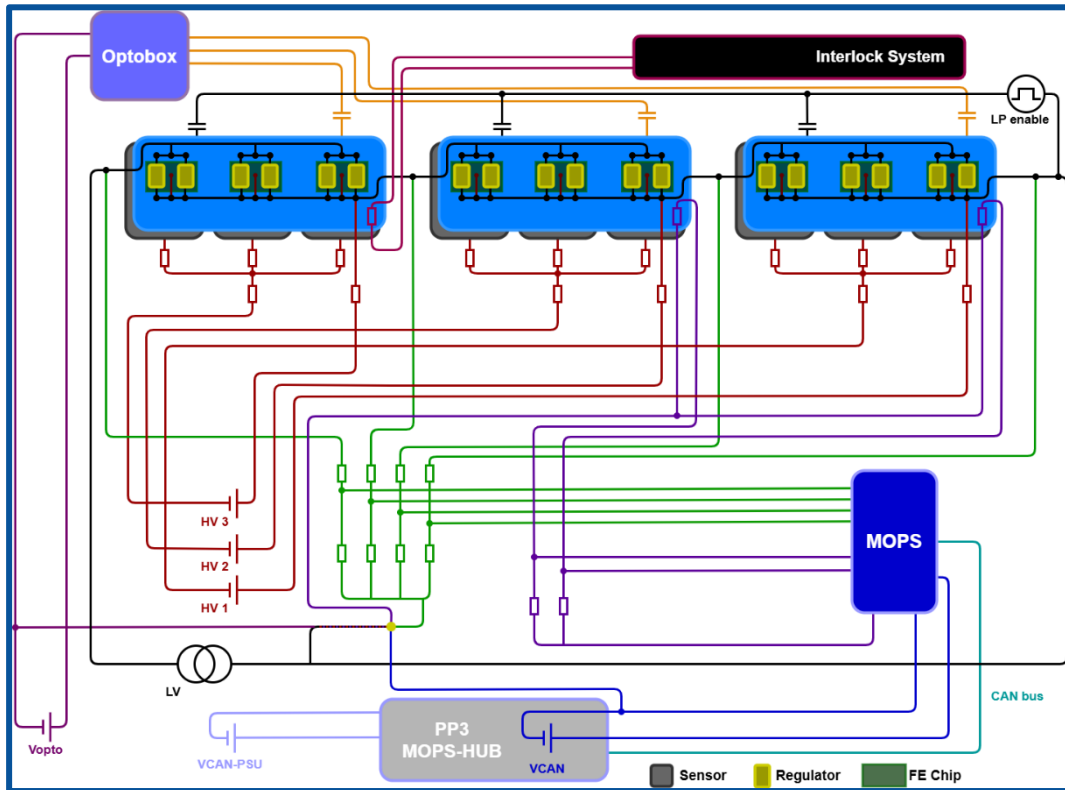 Optobox
Interlock System
LP enable
HV 3
HV 2
HV 1
MOPS
LV
CAN bus
Vopto
VCAN-PSU
PP3
MOPS-HUB
VCAN
Sensor
Regulator
FE Chip